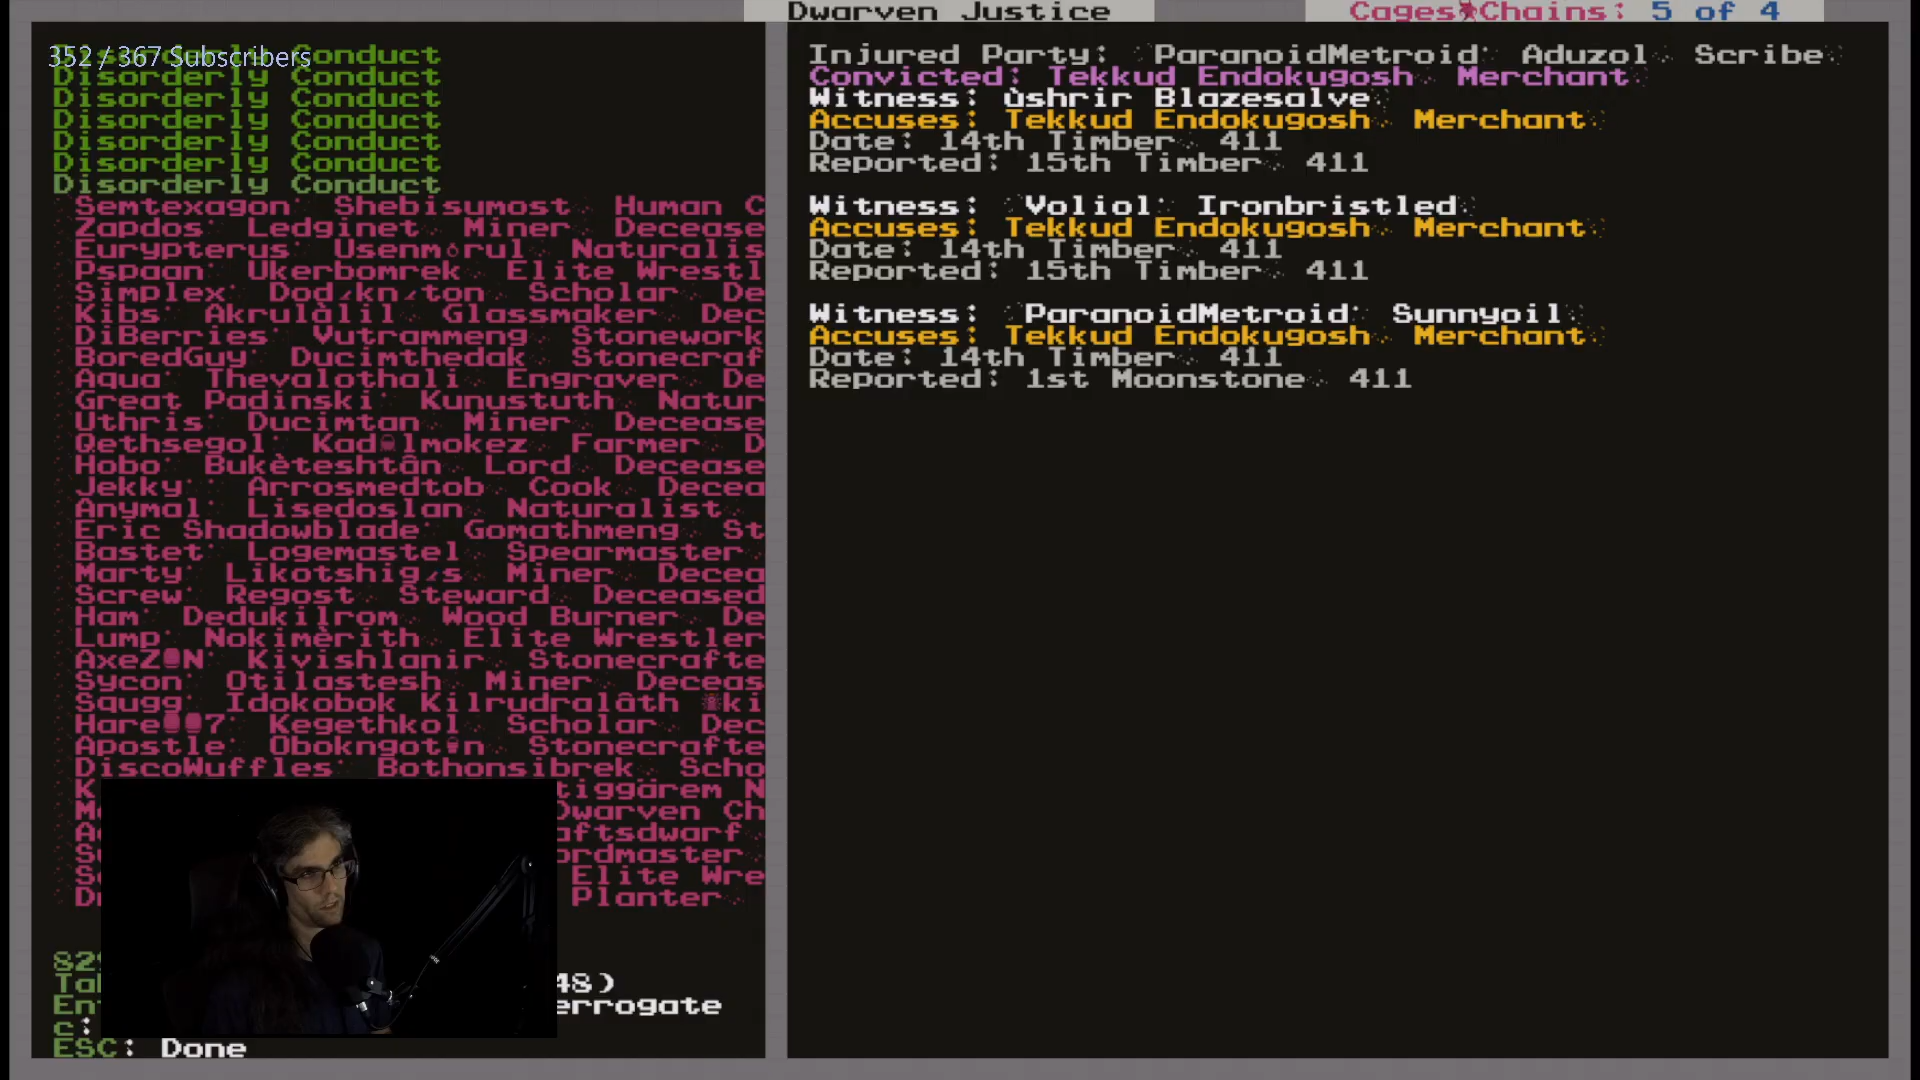 Dwarven Justice
Cages Chains: 5 of 4
352 / 367 Subscribers
Disorderly Conduct
Disorderly Conduct
Disorderly Conduct
Disorderly Conduct
Disorderly Conduct
Disorderly Conduct
Disorderly Conduct
Semtexagon Shebisumost Human C
Zapdos Ledginet Miner Decease
Eurypterus Naturalis
Pspaan Ukerbomrek Elite Wrestl
Simplex Scholar De
Kibs Akrulàlil Glassmaker Dec
DiBerries Vutrammeng Stonework
BoredGuy Ducimthedak Stonecraf
Aqua Thevalothali Engraver De
Great Padinski Kunustuth Natur
Uthris Ducimtan Miner Decease
Qethsegol Farmer D
Hobo Bukèteshtân Lord Decease
Jekky Arrosmedtob Cook Decea
Anymal Lisedoslan Naturalist
Eric Shadowblade Gomathmeng St
Bastet Logemastel Spearmaster
Marty Miner Decea
Screw Regost Steward Deceased
Ham Dedukilrom Wood Burner De
Lump Nokimèrith Elite Wrestler
Kivishlanir Stonecrafte
Sycon Otilastesh Miner Deceas
Squgg Idokobok Kilrudralâth ki
Kegethkol Scholar Dec
Apostle Stonecrafte
DiscoWuffles Bothonsibrek Scho
K tiggärem N
Dwarven Ch
aftsdwarf
ordmaster
Elite Wre
Planter
48)
errogate
c:
ESC: Done
Injured Party: ParanoidMetroid Aduzol Scribe
Convicted: Tekkud Endokugosh Merchant
Witness: ùshrir Blazesalve
Accuses: Tekkud Endokugosh Merchant
Date: 14th Timber 411
Reported: 15th Timber 411
Witness: Voliol Ironbristled
Accuses: Tekkud Endokugosh Merchant
Date: 14th Timber 411
Reported: 15th Timber 411
Witness: ParanoidMetroid Sunnyoil
Accuses: Tekkud Endokugosh Merchant
Date: 14th Timber 411
Reported: 1st Moonstone 411